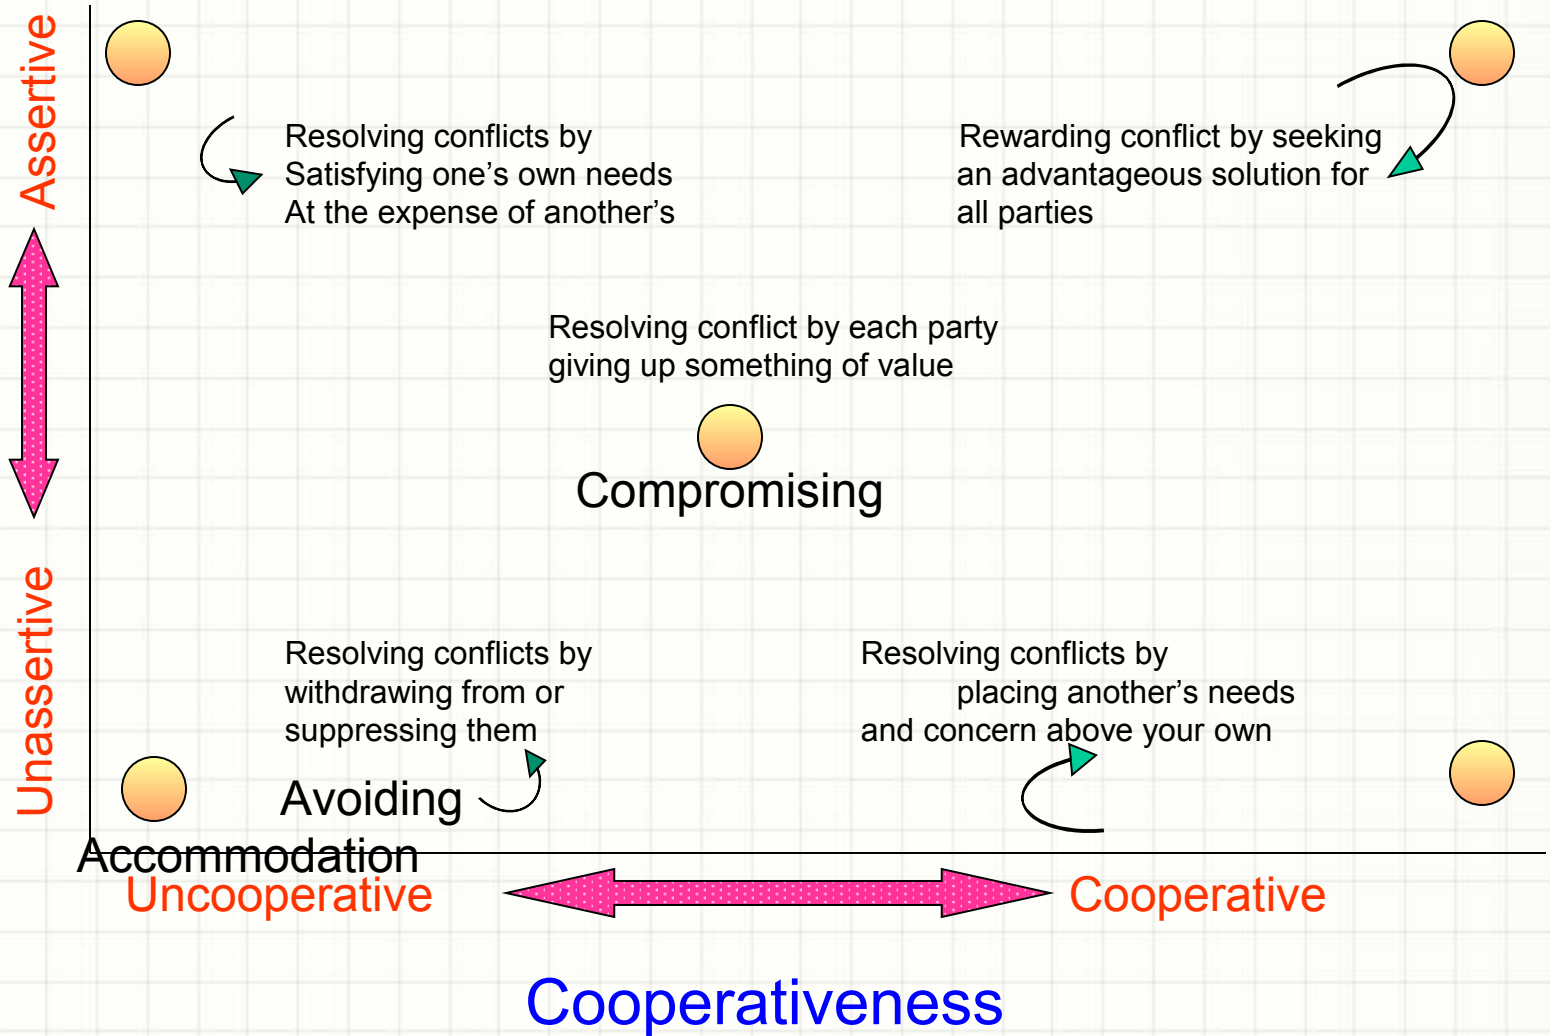 Assertive
Resolving conflicts by
Satisfying one's own needs
At the expense of another's
Rewarding conflict by seeking
an advantageous solution for
all parties
Resolving conflict by each party
giving up something of value
Compromising
Unassertive
Resolving conflicts by
withdrawing from or
suppressing them
Avoiding
Resolving conflicts by
placing another's needs
and concern above your own
Accommodation
Uncooperative
Cooperative
Cooperativeness